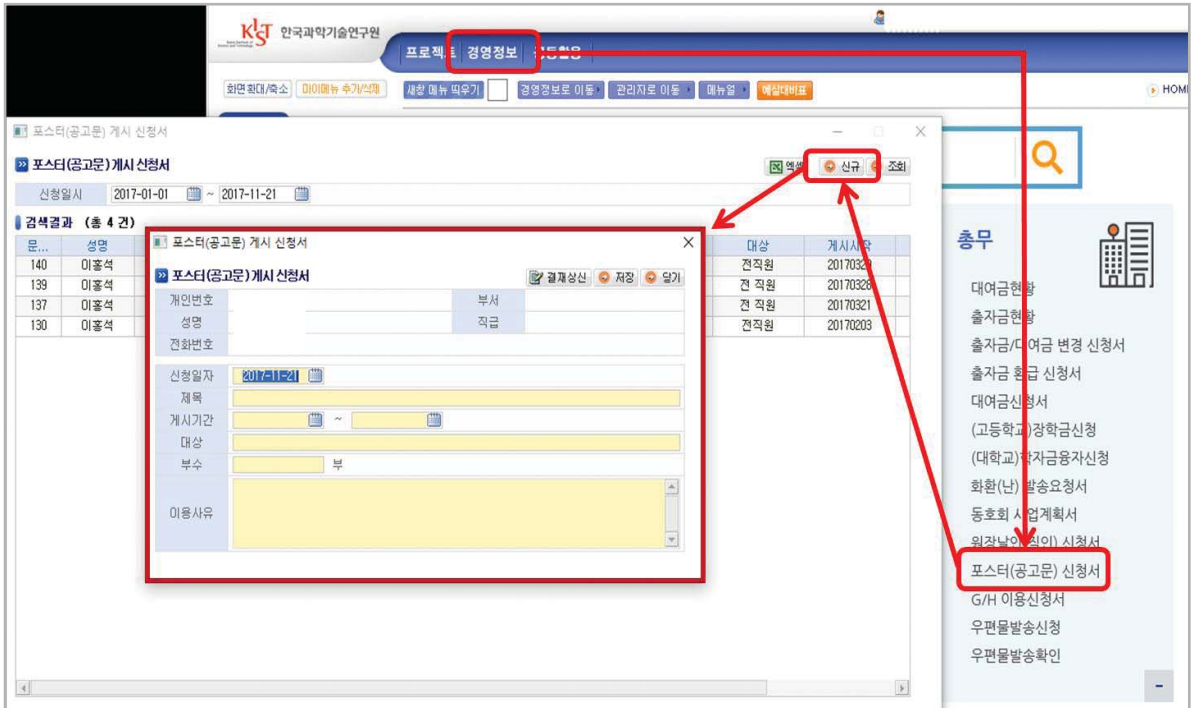 KIST 한국과학기술연구원
프로젝트 경영정보 공동활용
화면확대/축소 마이메뉴 추가/삭제 새창 메뉴 띄우기 경영정보로 이동 관리자로 이동 메뉴얼 예실대비표
포스터(공고문) 게시 신청서
포스터(공고문) 게시 신청서 엑셀 신규 조회
신청일시 2017-01-01 ~ 2017-11-21
검색결과 (총 4 건)
문... 성명 대상 게시시작
140 이홍석 전직원 20170329
139 이홍석 전 직원 20170328
137 이홍석 전 직원 20170321
130 이홍석 전직원 20170203
포스터(공고문) 게시 신청서
포스터(공고문) 게시 신청서 결재상신 저장 닫기
개인번호 부서
성명 직급
전화번호
신청일자 2017-11-21
제목
게시기간 ~
대상
부수 부
이용사유
총무
대여금현황
출자금현황
출자금/대여금 변경 신청서
출자금 환급 신청서
대여금신청서
(고등학교)장학금신청
(대학교)학자금융자신청
화환(난) 발송요청서
동호회 사업계획서
원장날인(직인) 신청서
포스터(공고문) 신청서
G/H 이용신청서
우편물발송신청
우편물발송확인